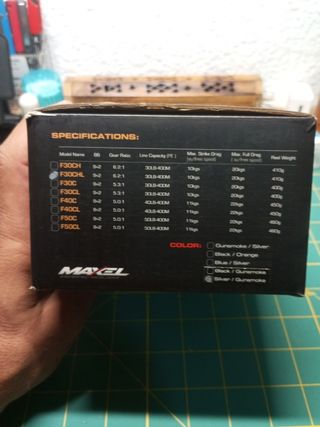 SPECIFICATIONS:
Model Name BB Gear Ratio Line Capacity (PE) Max. Strike Drag (w/free spool) Max. Full Drag (w/free spool) Reel Weight
F30CH 9+2 6.2:1 30LB-400M 10kgs 20kgs 410g
F30CHL 9+2 6.2:1 30LB-400M 10kgs 20kgs 410g
F30C 9+2 5.3:1 30LB-400M 10kgs 20kgs 400g
F30CL 9+2 5.3:1 30LB-400M 10kgs 20kgs 400g
F40C 9+2 5.0:1 40LB-400M 11kgs 22kgs 450g
F40CL 9+2 5.0:1 40LB-400M 11kgs 22kgs 450g
F50C 9+2 5.0:1 50LB-400M 11kgs 22kgs 460g
F50CL 9+2 5.0:1 50LB-400M 11kgs 22kgs 460g
COLOR: Gunsmoke / Silver
Black / Orange
Blue / Silver
Black / Gunsmoke
Silver / Gunsmoke
MAXEL